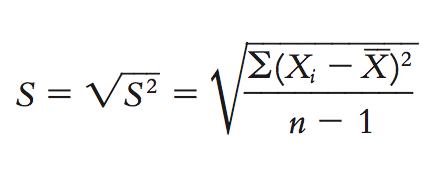 S = √S² = √(Σ(Xᵢ − X̅)² / (n − 1))